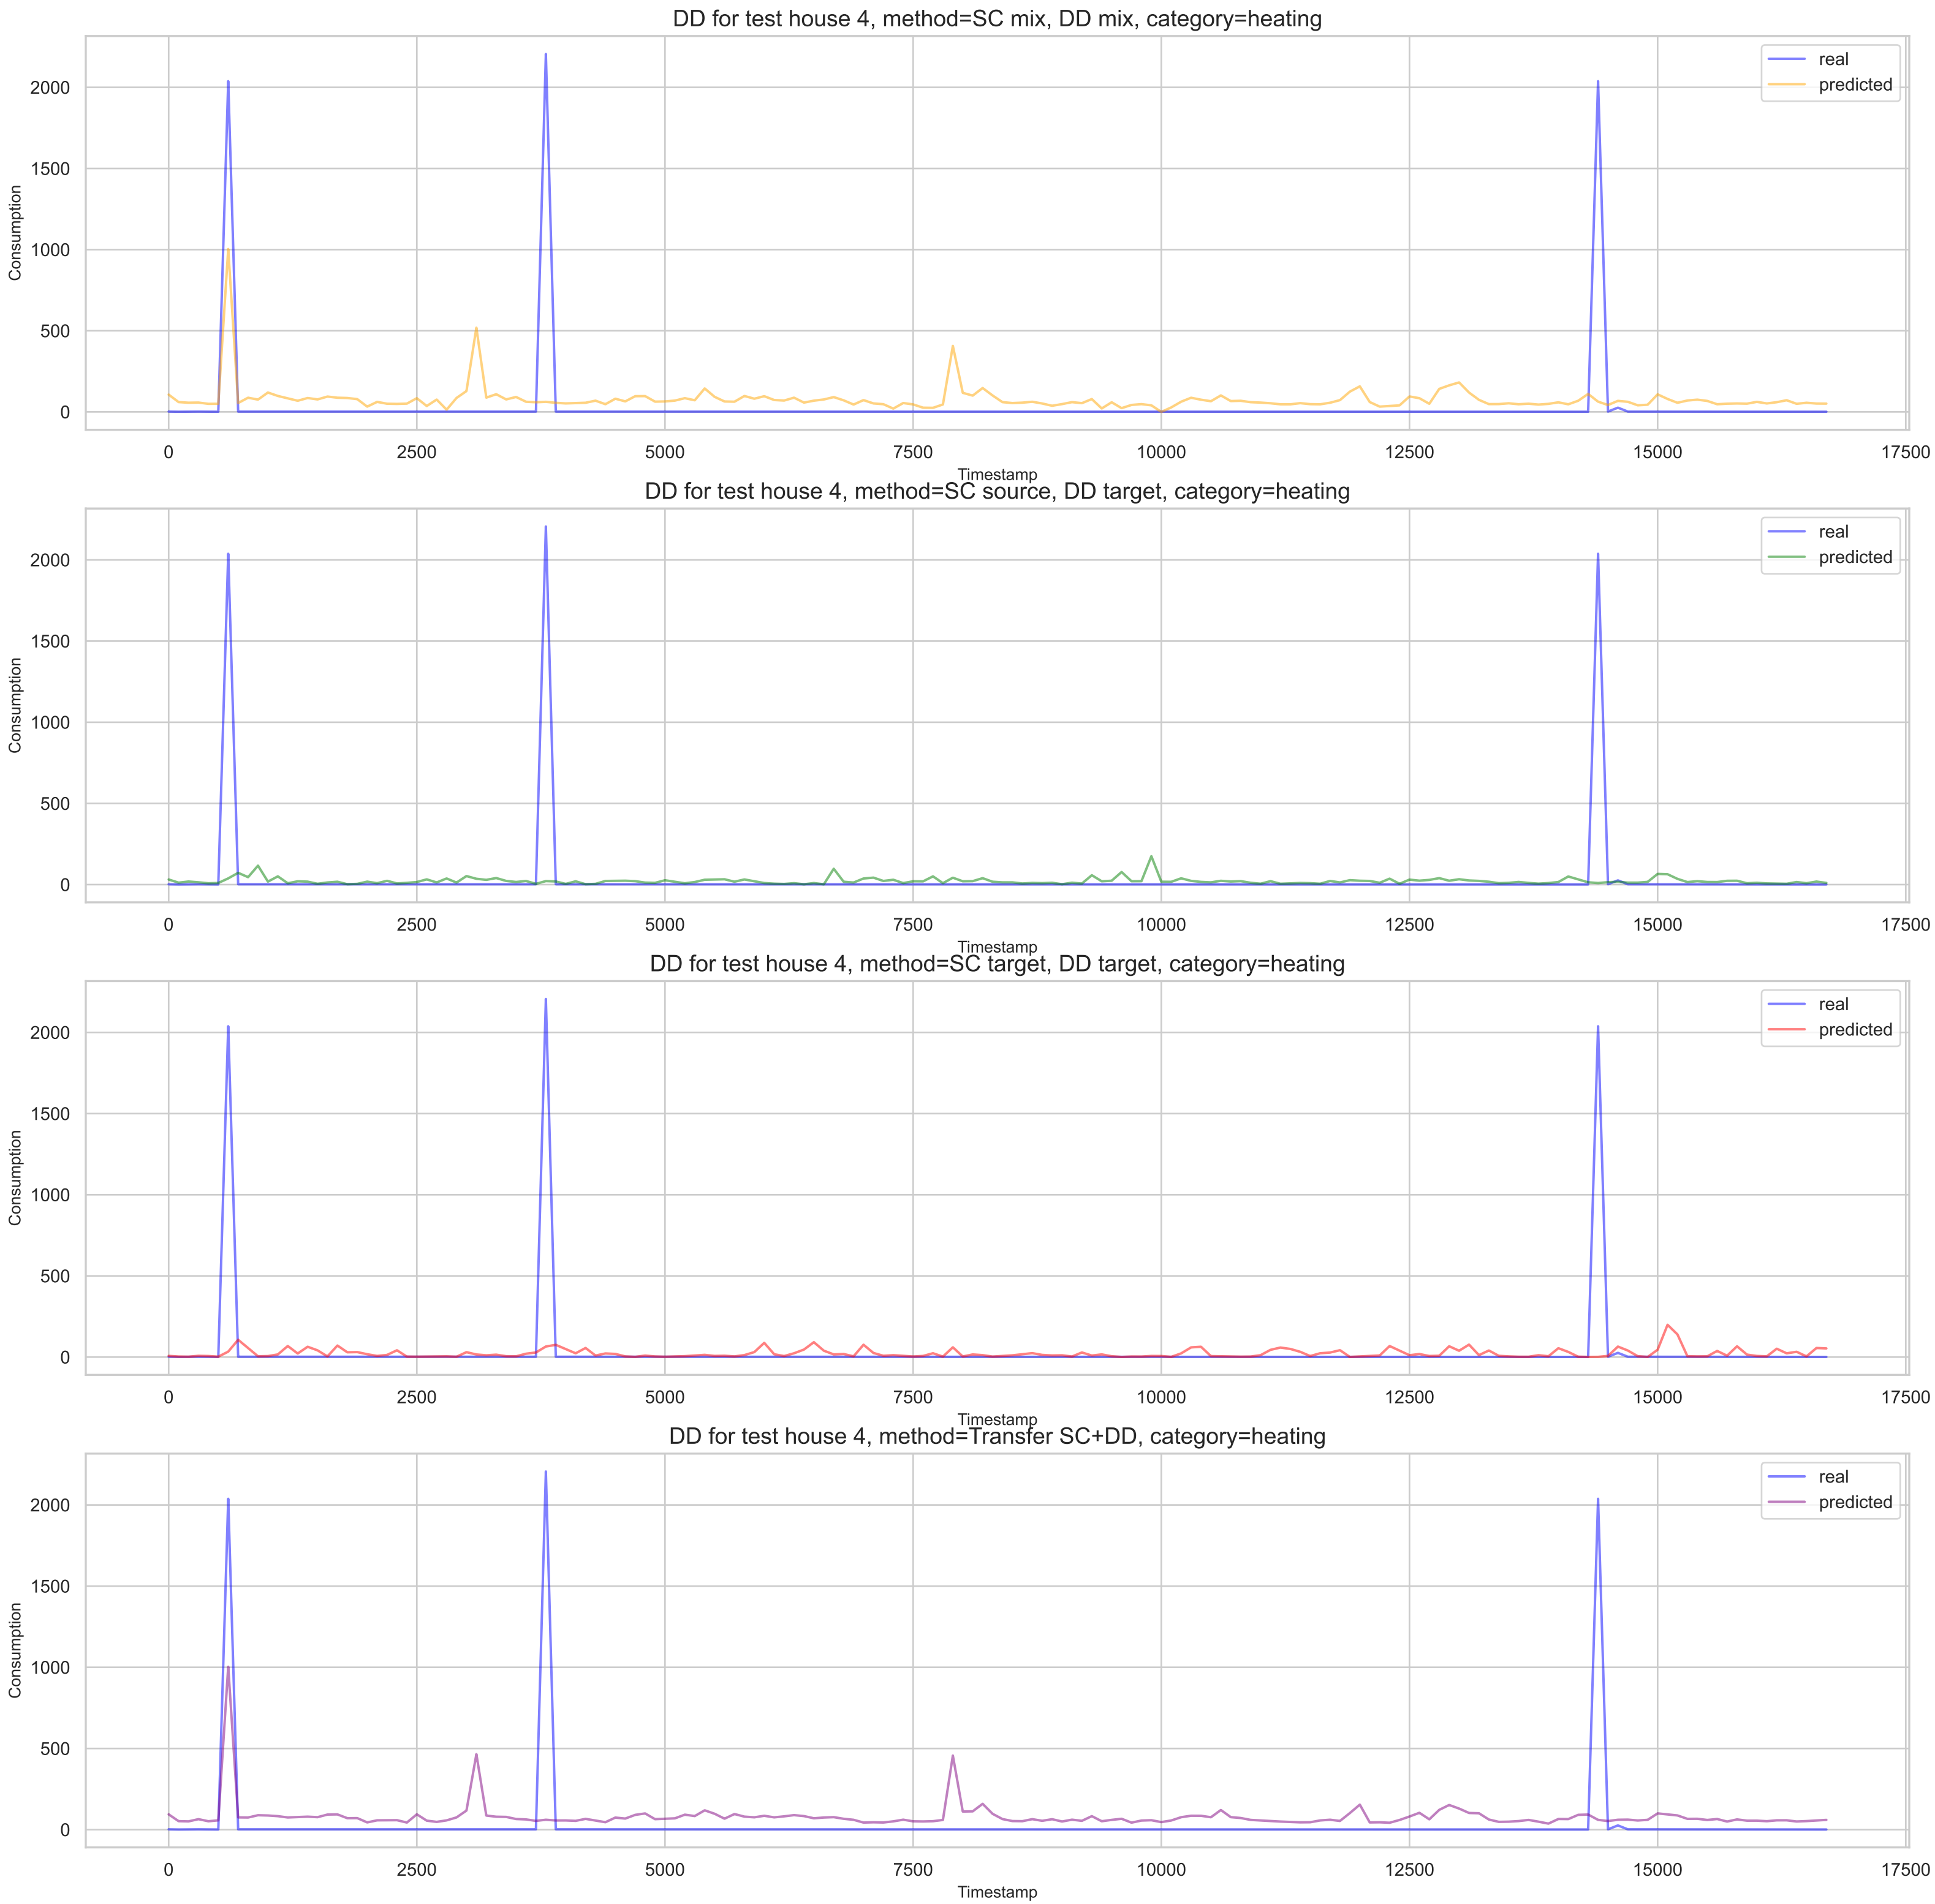 DD for test house 4, method=SC mix, DD mix, category=heating
real
predicted
Consumption
2000
1500
1000
500
0
0 2500 5000 7500 10000 12500 15000 17500
Timestamp
DD for test house 4, method=SC source, DD target, category=heating
real
predicted
Consumption
2000
1500
1000
500
0
0 2500 5000 7500 10000 12500 15000 17500
Timestamp
DD for test house 4, method=SC target, DD target, category=heating
real
predicted
Consumption
2000
1500
1000
500
0
0 2500 5000 7500 10000 12500 15000 17500
Timestamp
DD for test house 4, method=Transfer SC+DD, category=heating
real
predicted
Consumption
2000
1500
1000
500
0
0 2500 5000 7500 10000 12500 15000 17500
Timestamp